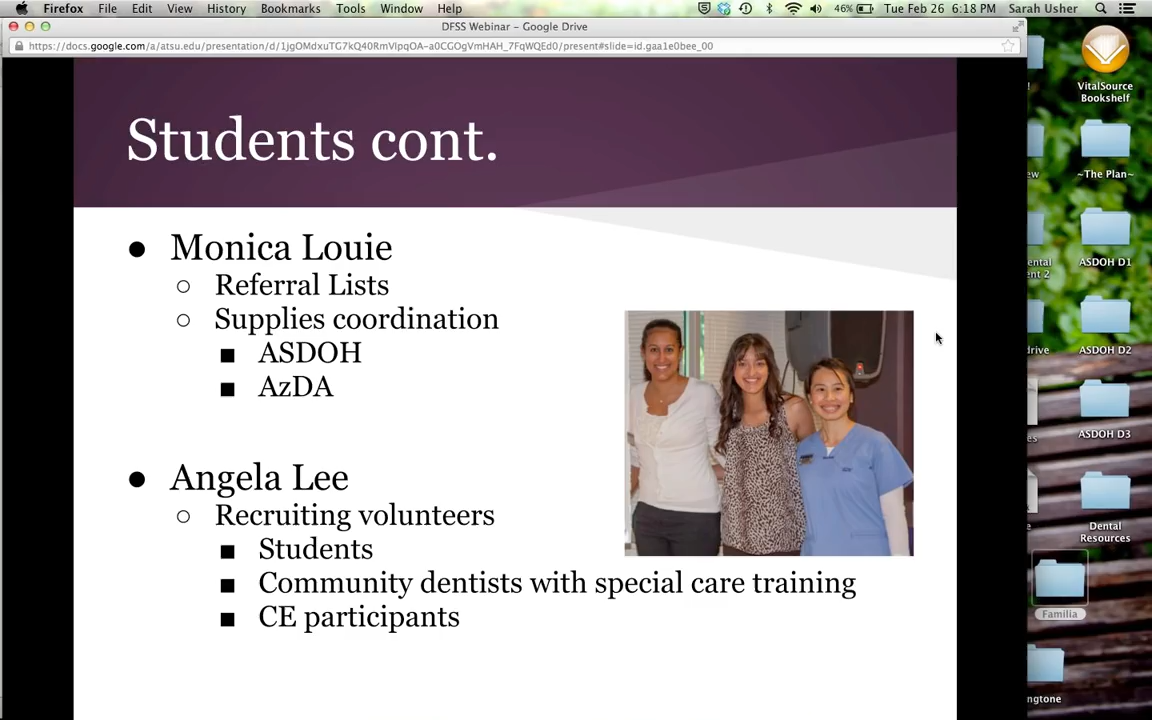 Firefox File Edit View History Bookmarks Tools Window Help 46% Tue Feb 26 6:18 PM Sarah Usher
DFSS Webinar – Google Drive
https://docs.google.com/a/atsu.edu/presentation/d/1jgOMdxuTG7kQ40RmVIpqOA-a0CGOgVmHAH_7FqWQEd0/present#slide=id.gaa1e0bee_00
Students cont.
● Monica Louie
○ Referral Lists
○ Supplies coordination
■ ASDOH
■ AzDA
● Angela Lee
○ Recruiting volunteers
■ Students
■ Community dentists with special care training
■ CE participants
VitalSource
Bookshelf
~The Plan~
ASDOH D1
ASDOH D2
ASDOH D3
Dental
Resources
Familia